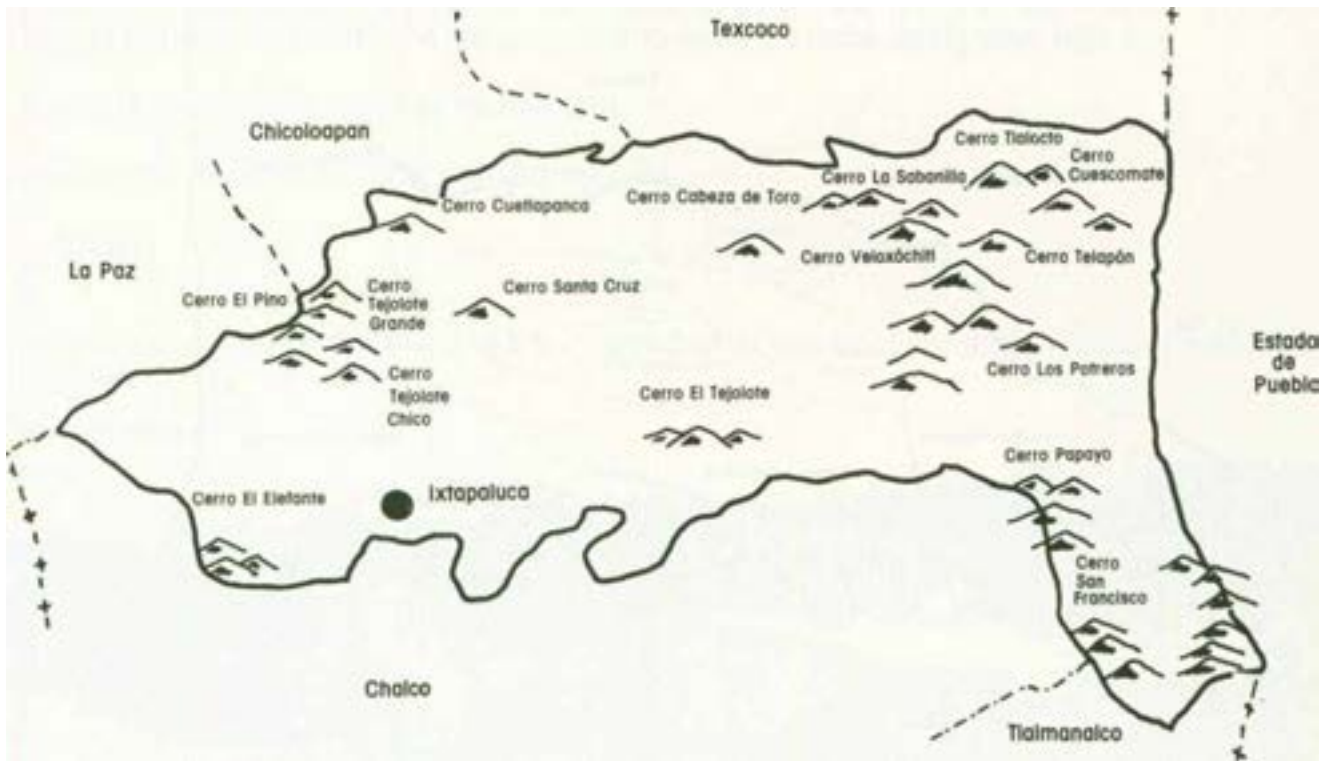 Texcoco
Chicoloapan
Cerro Tlalocto
Cerro
Cuescomate
Cerro La Sabanilla
Cerro Cabeza de Toro
Cerro Cuetlapanca
Cerro Velaxóchitl
Cerro Telapón
La Paz
Cerro El Pino
Cerro
Tejolote
Grande
Cerro Santa Cruz
Estado
de
Puebla
Cerro Los Potreros
Cerro
Tejolote
Chico
Cerro El Tejolote
Cerro Papayo
Cerro El Elefante
Ixtapaluca
Cerro
San
Francisco
Chalco
Tlalmanalco